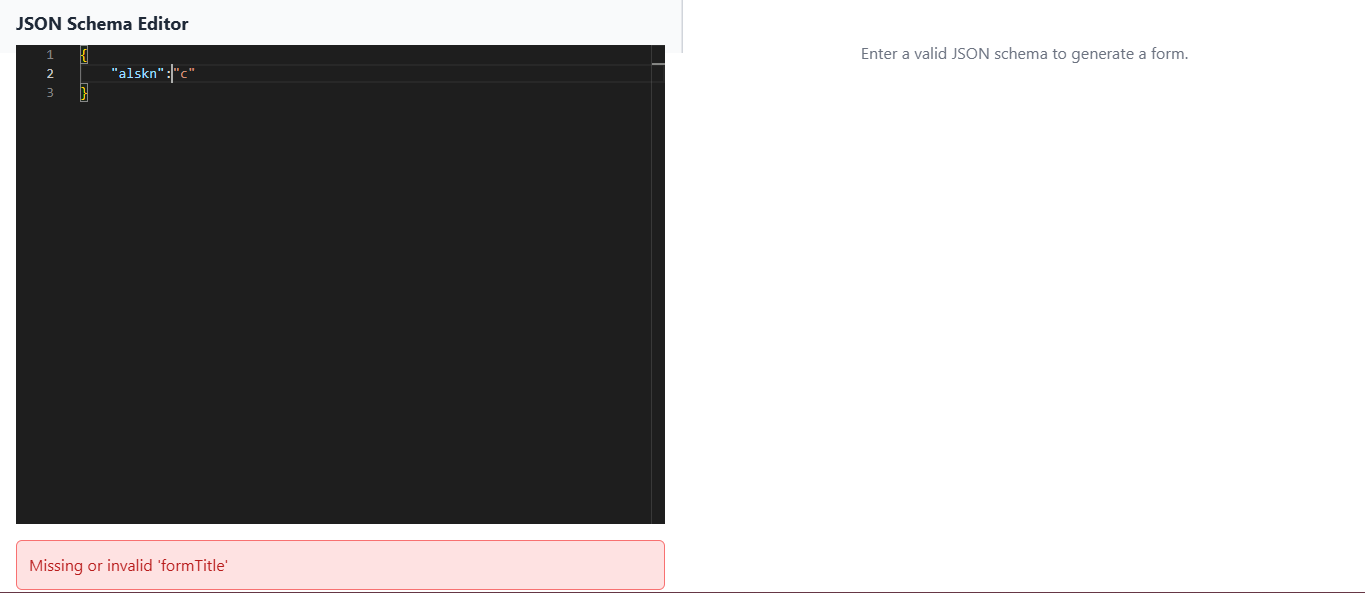 JSON Schema Editor
1 {
2 "alskn":"c"
3 }
Missing or invalid 'formTitle'
Enter a valid JSON schema to generate a form.